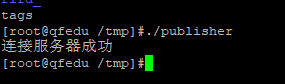 tags
[root@qfedu /tmp]#./publisher
连接服务器成功
[root@qfedu /tmp]#